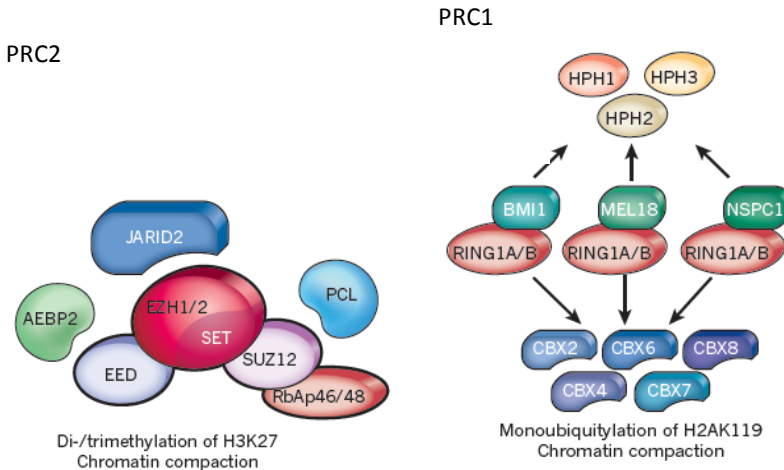 PRC2
JARID2
EZH1/2
SET
AEBP2
PCL
EED
SUZ12
RbAp46/48
Di-/trimethylation of H3K27
Chromatin compaction
PRC1
HPH1
HPH3
HPH2
BMI1
MEL18
NSPC1
RING1A/B
RING1A/B
RING1A/B
CBX2
CBX6
CBX8
CBX4
CBX7
Monoubiquitylation of H2AK119
Chromatin compaction